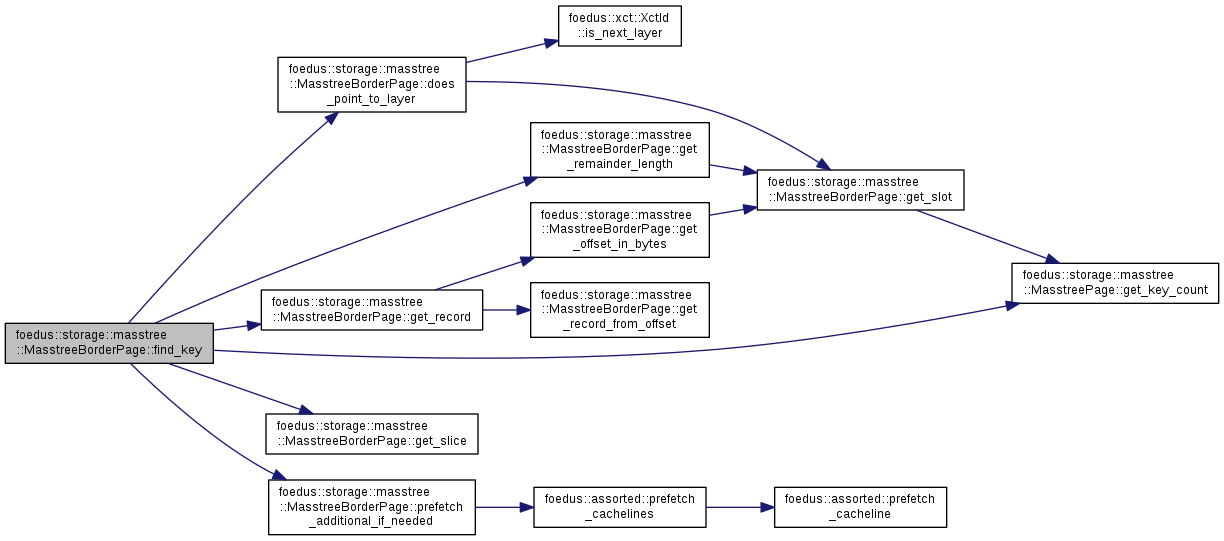 foedus::xct::XctId
::is_next_layer
foedus::storage::masstree
::MasstreeBorderPage::does
_point_to_layer
foedus::storage::masstree
::MasstreeBorderPage::get
_remainder_length
foedus::storage::masstree
::MasstreeBorderPage::get_slot
foedus::storage::masstree
::MasstreeBorderPage::get
_offset_in_bytes
foedus::storage::masstree
::MasstreePage::get_key_count
foedus::storage::masstree
::MasstreeBorderPage::get_record
foedus::storage::masstree
::MasstreeBorderPage::get
_record_from_offset
foedus::storage::masstree
::MasstreeBorderPage::find_key
foedus::storage::masstree
::MasstreeBorderPage::get_slice
foedus::storage::masstree
::MasstreeBorderPage::prefetch
_additional_if_needed
foedus::assorted::prefetch
_cachelines
foedus::assorted::prefetch
_cacheline